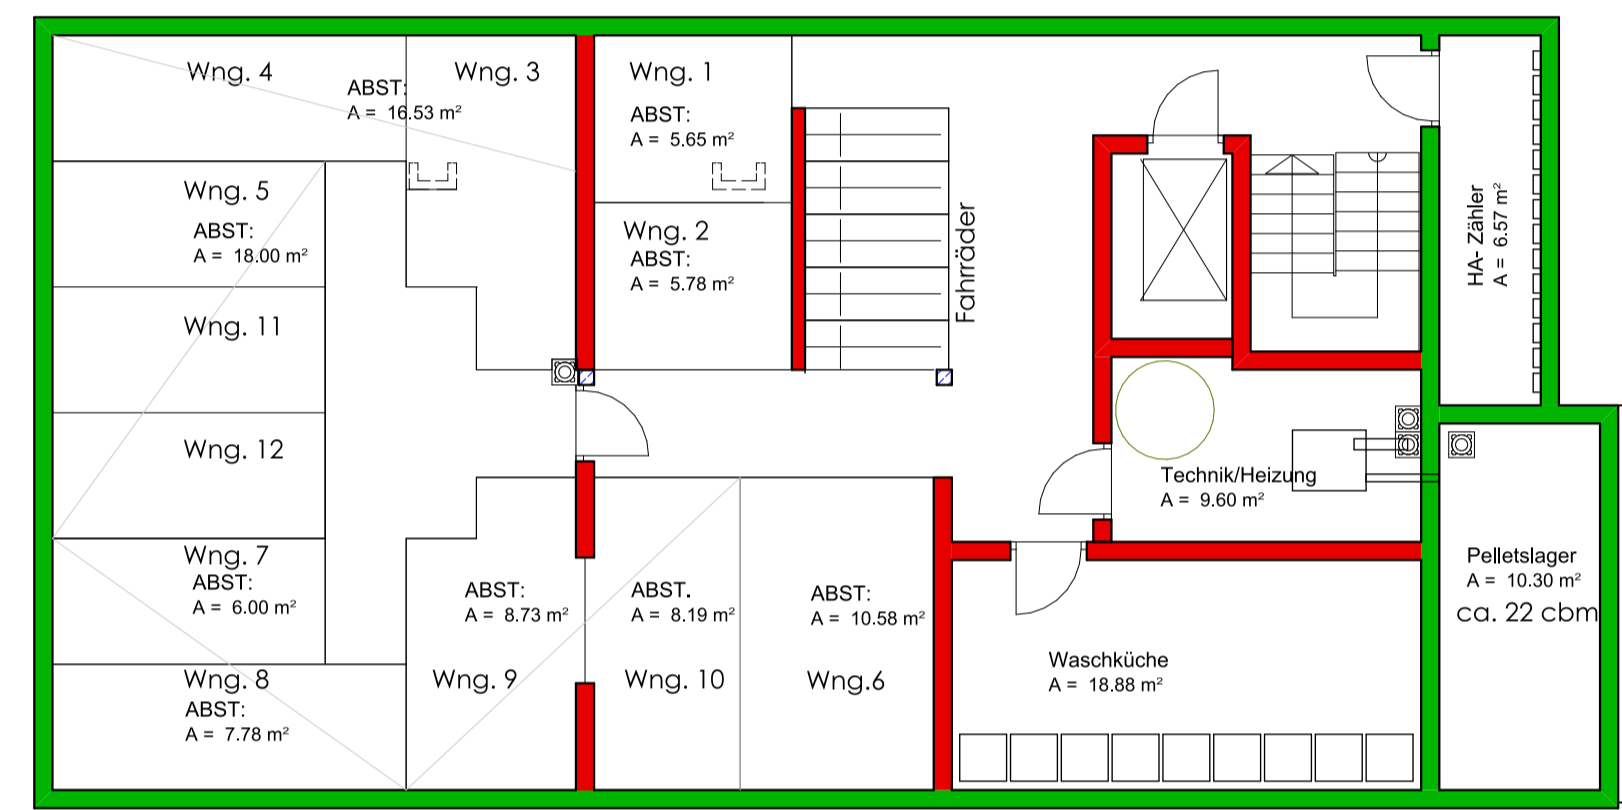 Wng. 4
ABST:
A = 16.53 m²
Wng. 3
Wng. 1
ABST:
A = 5.65 m²
Wng. 5
ABST:
A = 18.00 m²
Wng. 2
ABST:
A = 5.78 m²
Fahrräder
HA- Zähler
A = 6.57 m²
Wng. 11
Wng. 12
Technik/Heizung
A = 9.60 m²
Wng. 7
ABST:
A = 6.00 m²
ABST:
A = 8.73 m²
Wng. 9
ABST.
A = 8.19 m²
Wng. 10
ABST:
A = 10.58 m²
Wng.6
Pelletslager
A = 10.30 m²
ca. 22 cbm
Waschküche
A = 18.88 m²
Wng. 8
ABST:
A = 7.78 m²